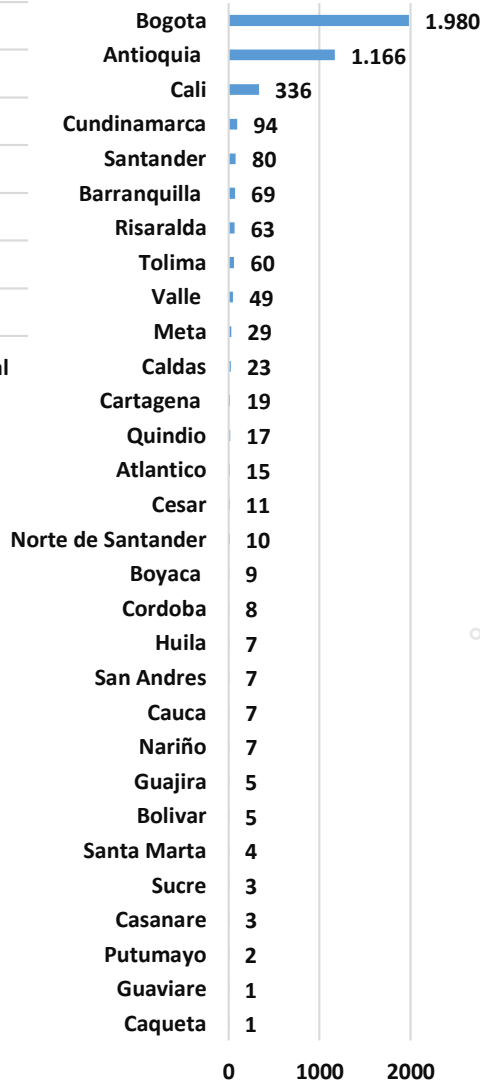 Bogota 1.980
Antioquia 1.166
Cali 336
Cundinamarca 94
Santander 80
Barranquilla 69
Risaralda 63
Tolima 60
Valle 49
Meta 29
Caldas 23
Cartagena 19
Quindio 17
Atlantico 15
Cesar 11
Norte de Santander 10
Boyaca 9
Cordoba 8
Huila 7
San Andres 7
Cauca 7
Nariño 7
Guajira 5
Bolivar 5
Santa Marta 4
Sucre 3
Casanare 3
Putumayo 2
Guaviare 1
Caqueta 1
0 1000 2000